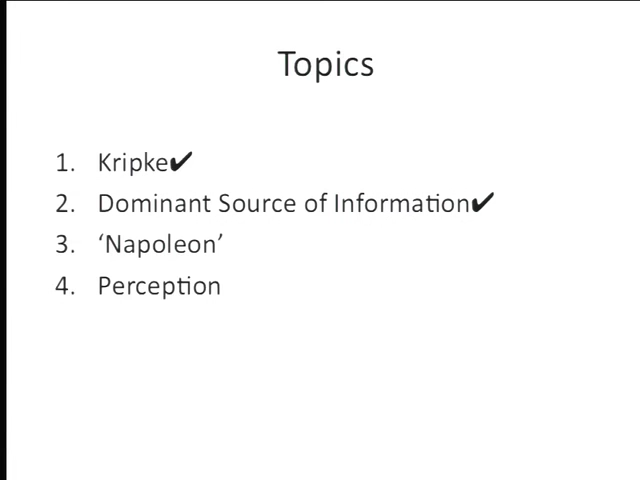 Topics
1. Kripke✔
2. Dominant Source of Information✔
3. ‘Napoleon’
4. Perception